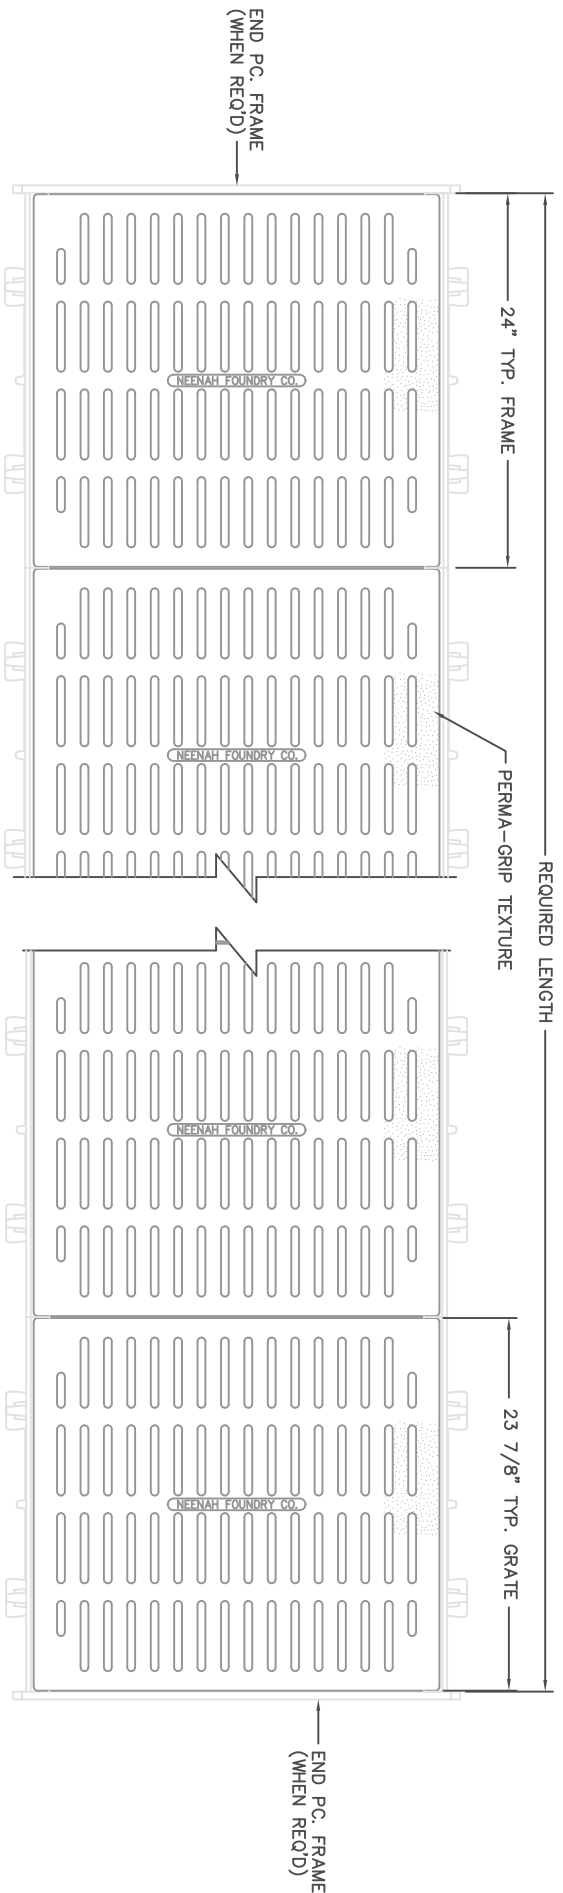 END PC. FRAME
(WHEN REQ'D)
REQUIRED LENGTH
24" TYP. FRAME
PERMA-GRIP TEXTURE
23 7/8" TYP. GRATE
NEENAH FOUNDRY CO.
NEENAH FOUNDRY CO.
NEENAH FOUNDRY CO.
NEENAH FOUNDRY CO.
END PC. FRAME
(WHEN REQ'D)